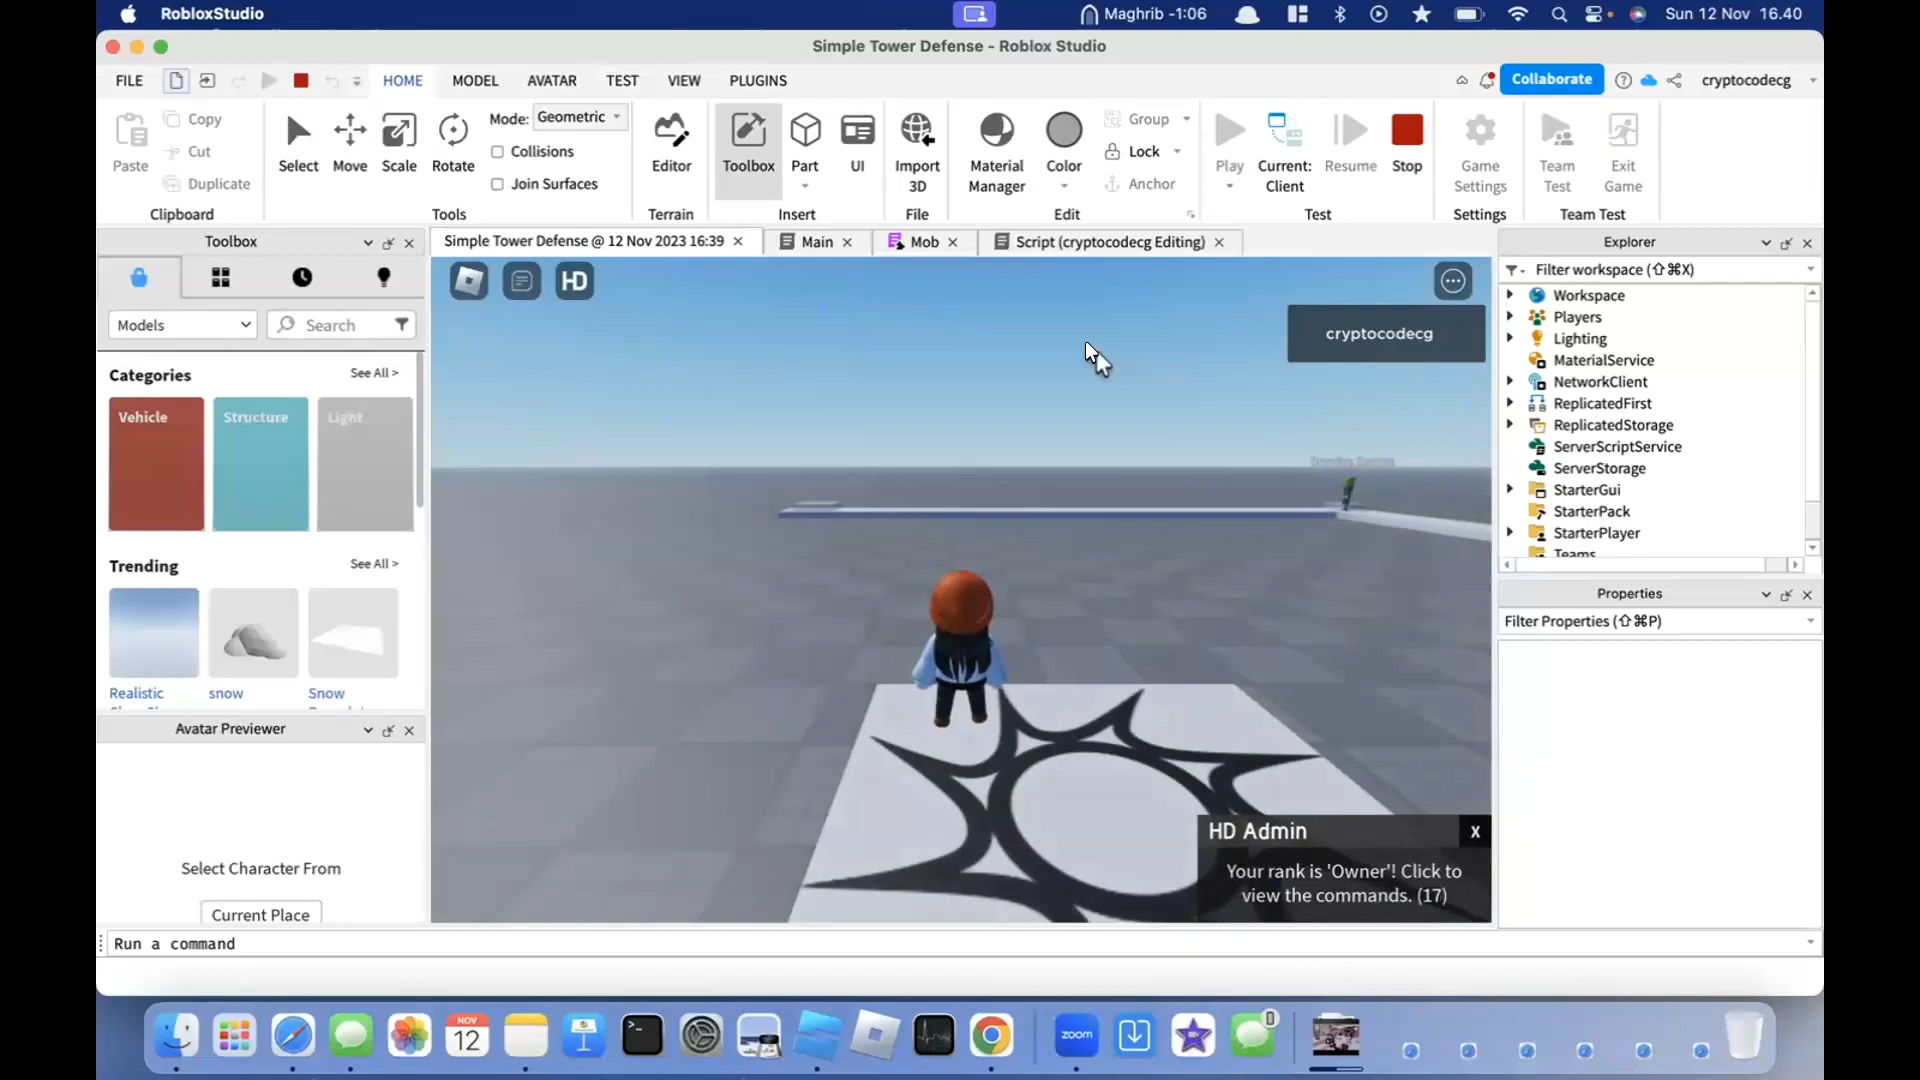 RobloxStudio
Maghrib -1:06
Sun 12 Nov 16.40
Simple Tower Defense - Roblox Studio
FILE
HOME
MODEL
AVATAR
TEST
VIEW
PLUGINS
Collaborate
cryptocodecg
Paste
Copy
Cut
Duplicate
Clipboard
Select
Move
Scale
Rotate
Mode: Geometric
Collisions
Join Surfaces
Tools
Editor
Terrain
Toolbox
Part
UI
Insert
Import
3D
File
Material
Manager
Color
Group
Lock
Anchor
Edit
Play
Current:
Client
Resume
Stop
Test
Game
Settings
Settings
Team
Test
Exit
Game
Team Test
Toolbox
Simple Tower Defense @ 12 Nov 2023 16:39
Main
Mob
Script (cryptocodecg Editing)
Explorer
Models
Search
Categories
See All >
Vehicle
Structure
Light
Trending
See All >
Realistic
snow
Snow
Avatar Previewer
Select Character From
Current Place
HD
cryptocodecg
HD Admin
X
Your rank is 'Owner'! Click to
view the commands. (17)
Filter workspace (⇧⌘X)
Workspace
Players
Lighting
MaterialService
NetworkClient
ReplicatedFirst
ReplicatedStorage
ServerScriptService
ServerStorage
StarterGui
StarterPack
StarterPlayer
Teams
Properties
Filter Properties (⇧⌘P)
Run a command
NOV
12
zoom
0